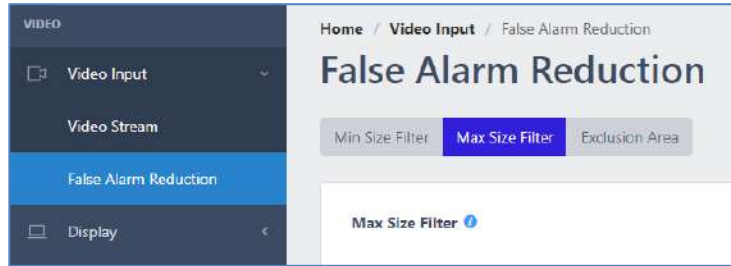 VIDEO
Video Input
Video Stream
False Alarm Reduction
Display
Home / Video Input / False Alarm Reduction
False Alarm Reduction
Min Size Filter Max Size Filter Exclusion Area
Max Size Filter